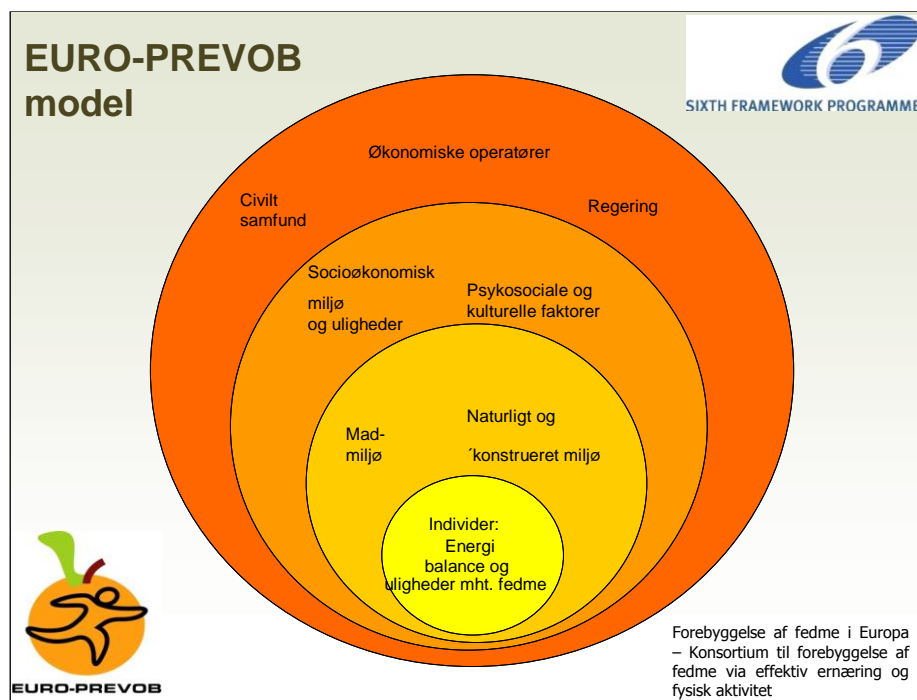 EURO-PREVOB
model
SIXTH FRAMEWORK PROGRAMME
Økonomiske operatører
Civilt
samfund
Regering
Socioøkonomisk
miljø
og uligheder
Psykosociale og
kulturelle faktorer
Mad-
miljø
Naturligt og
´konstrueret miljø
Individer:
Energi
balance og
uligheder mht. fedme
EURO-PREVOB
Forebyggelse af fedme i Europa
– Konsortium til forebyggelse af
fedme via effektiv ernæring og
fysisk aktivitet